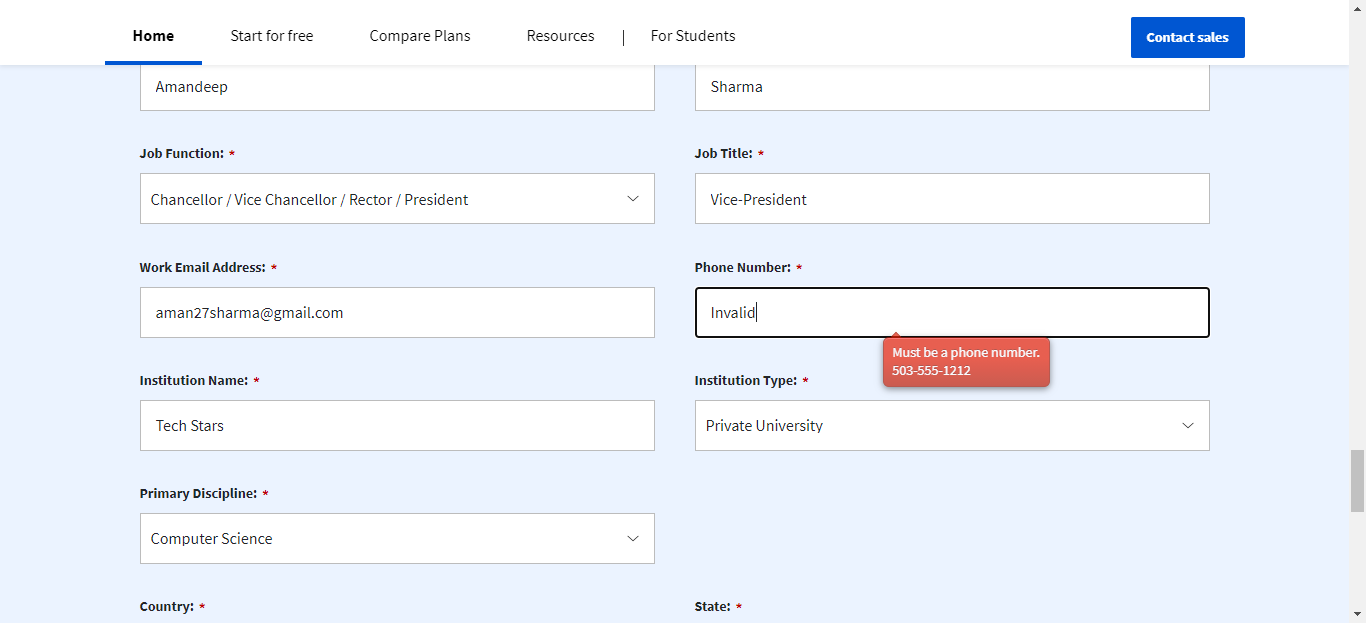 Home Start for free Compare Plans Resources | For Students Contact sales
Amandeep Sharma
Job Function: * Job Title: *
Chancellor / Vice Chancellor / Rector / President Vice-President
Work Email Address: * Phone Number: *
aman27sharma@gmail.com Invalid
Must be a phone number.
503-555-1212
Institution Name: * Institution Type: *
Tech Stars Private University
Primary Discipline: *
Computer Science
Country: * State: *